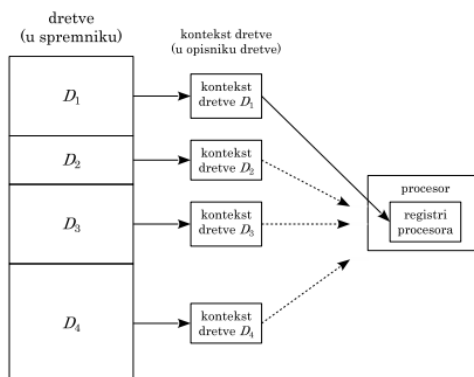 dretve
(u spremniku)
kontekst dretve
(u opisniku dretve)
D₁
kontekst
dretve D₁
D₂
kontekst
dretve D₂
D₃
kontekst
dretve D₃
D₄
kontekst
dretve D₄
procesor
registri
procesora